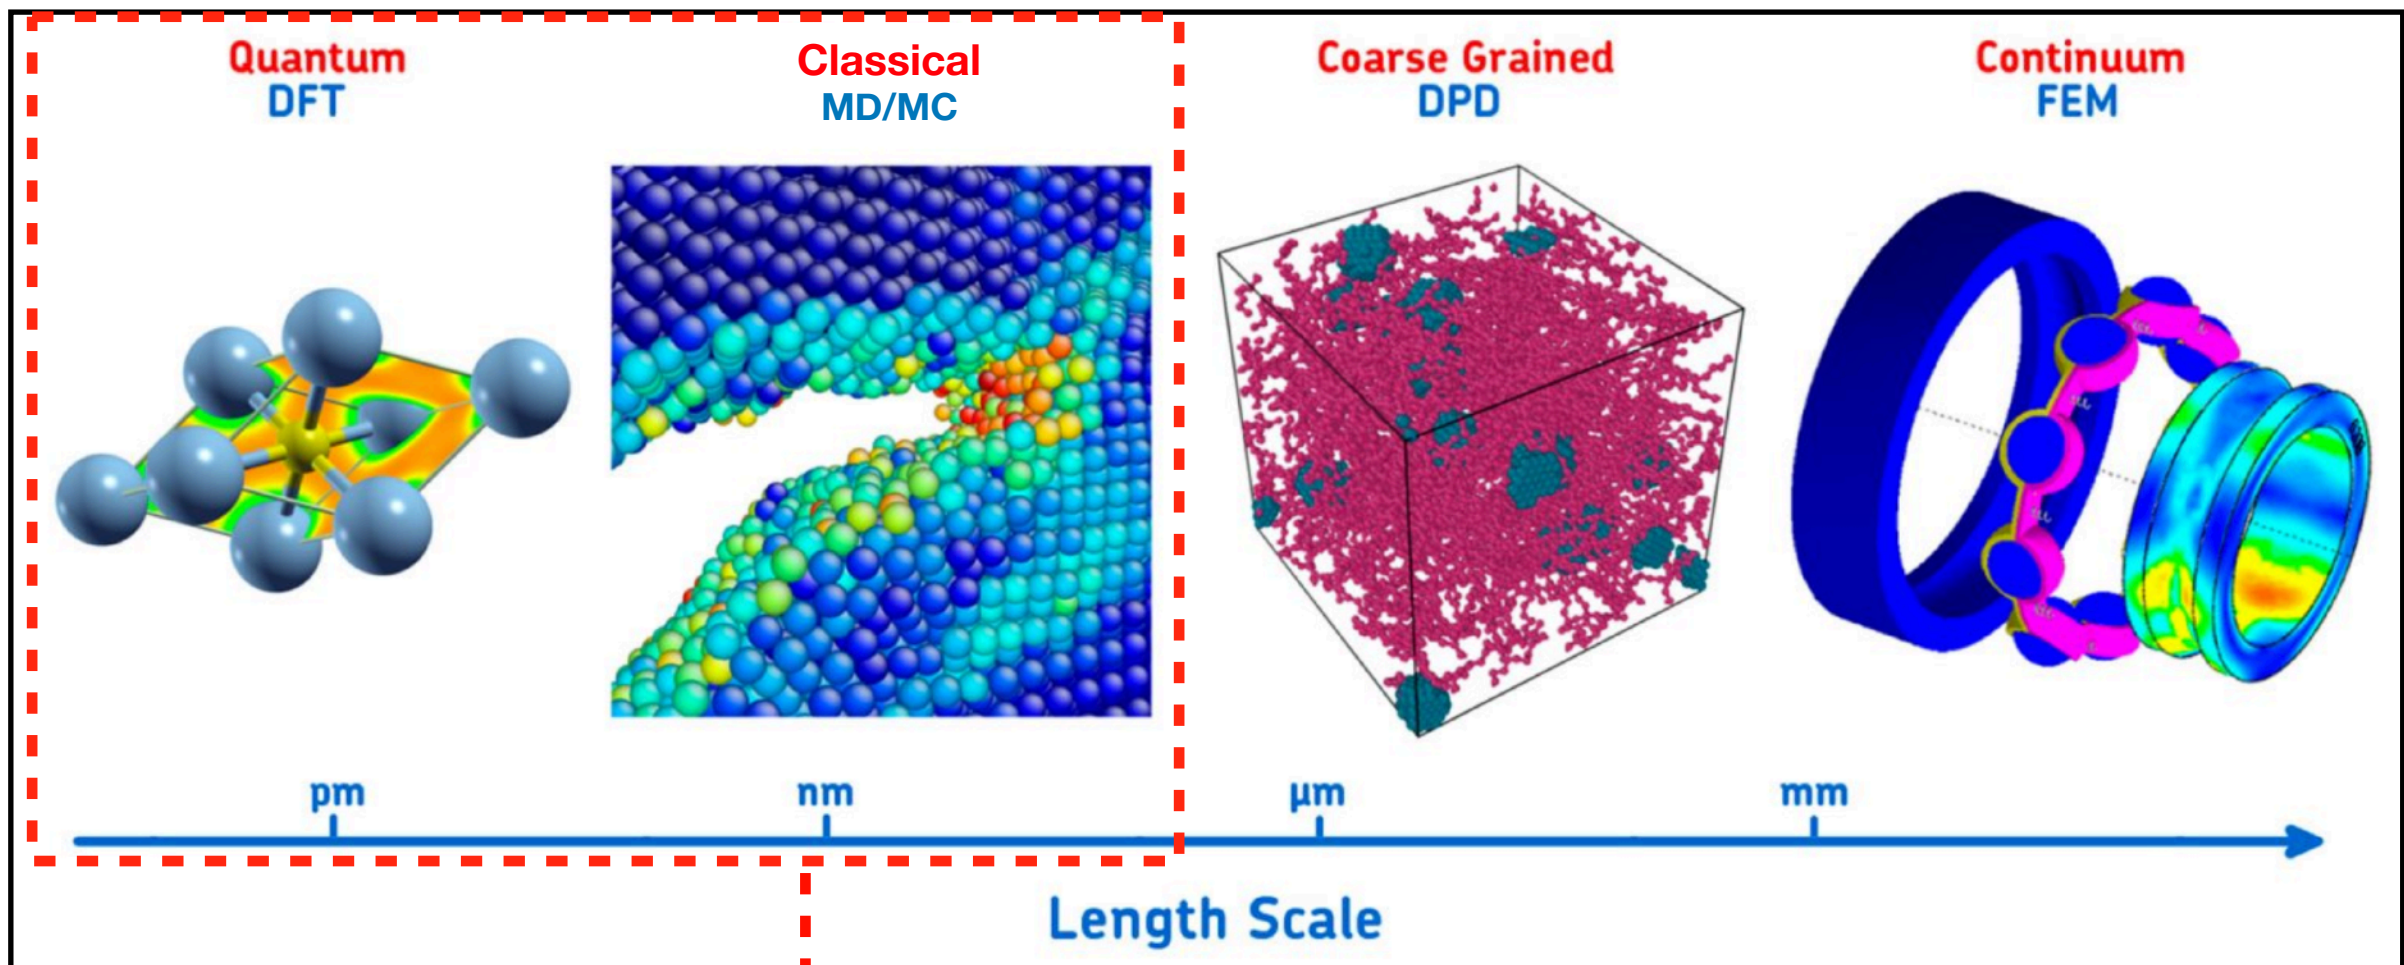 Quantum
DFT
Classical
MD/MC
Coarse Grained
DPD
Continuum
FEM
pm
nm
µm
mm
Length Scale